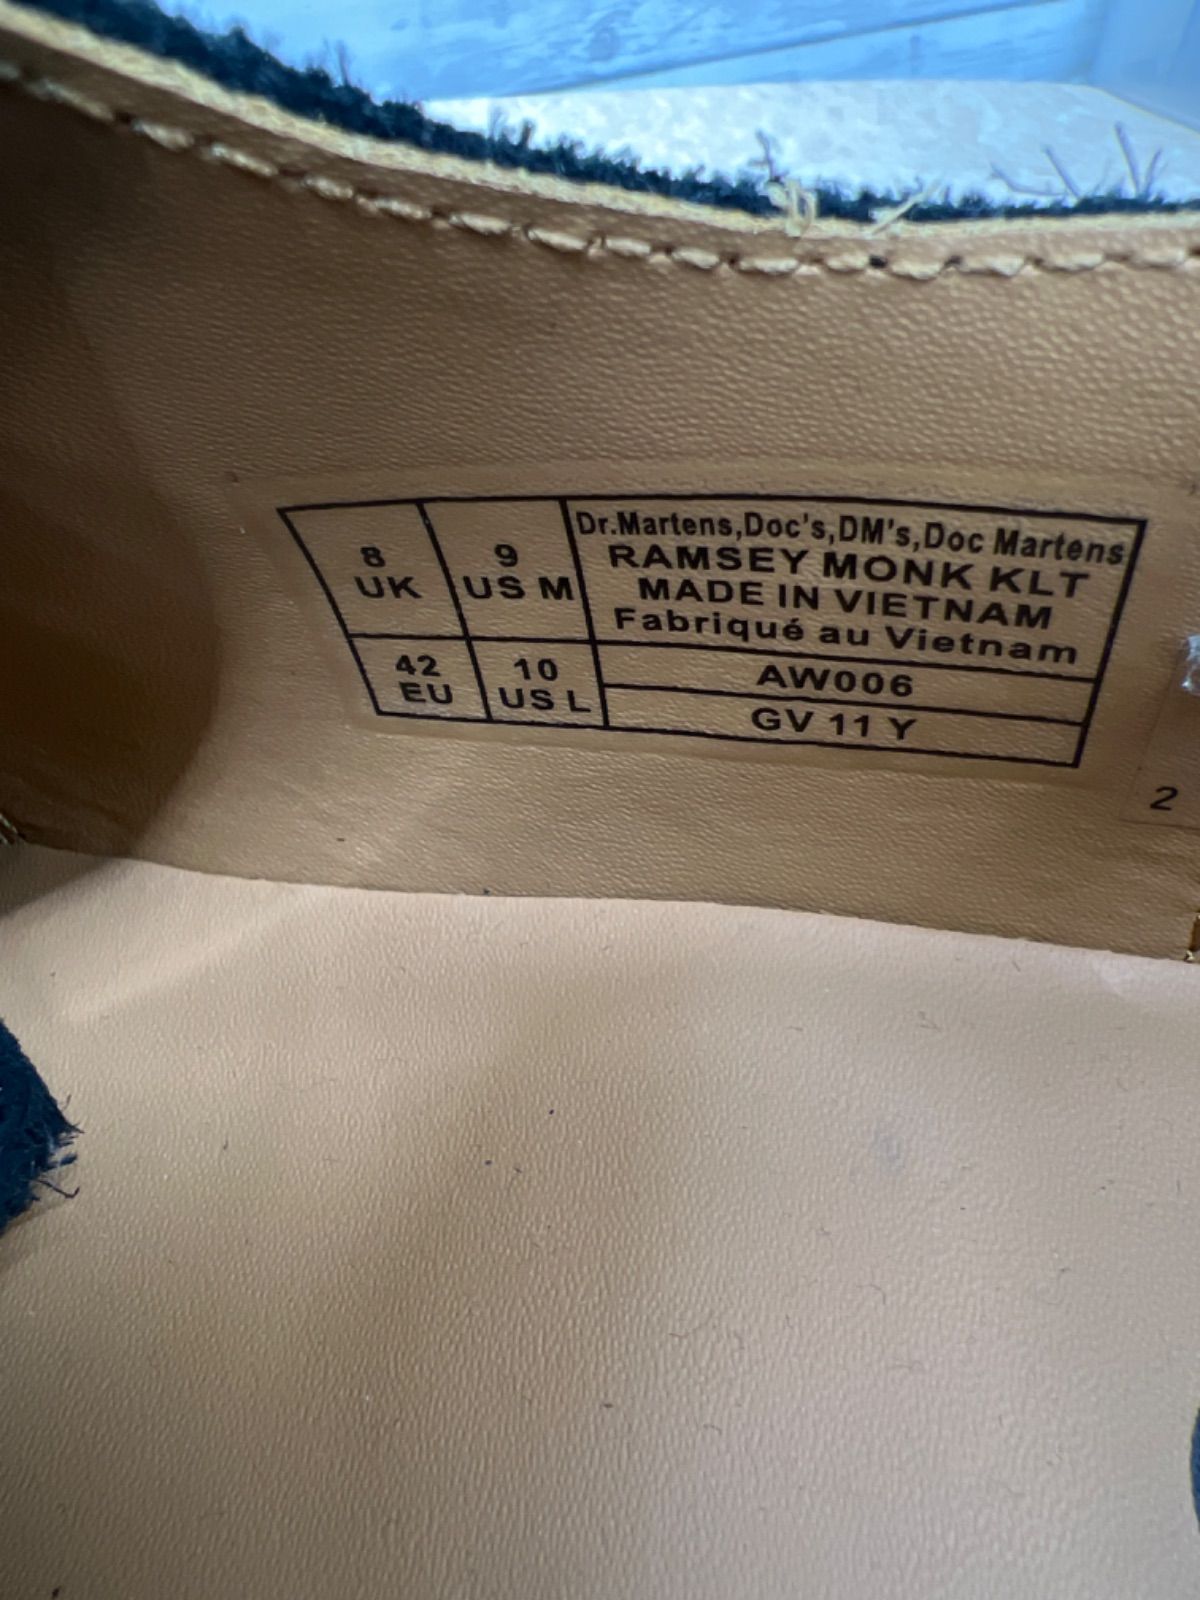 8
UK
9
US M
42
EU
10
US L
Dr.Martens,Doc's,DM's,Doc Martens
RAMSEY MONK KLT
MADE IN VIETNAM
Fabriqué au Vietnam
AW006
GV 11 Y
2